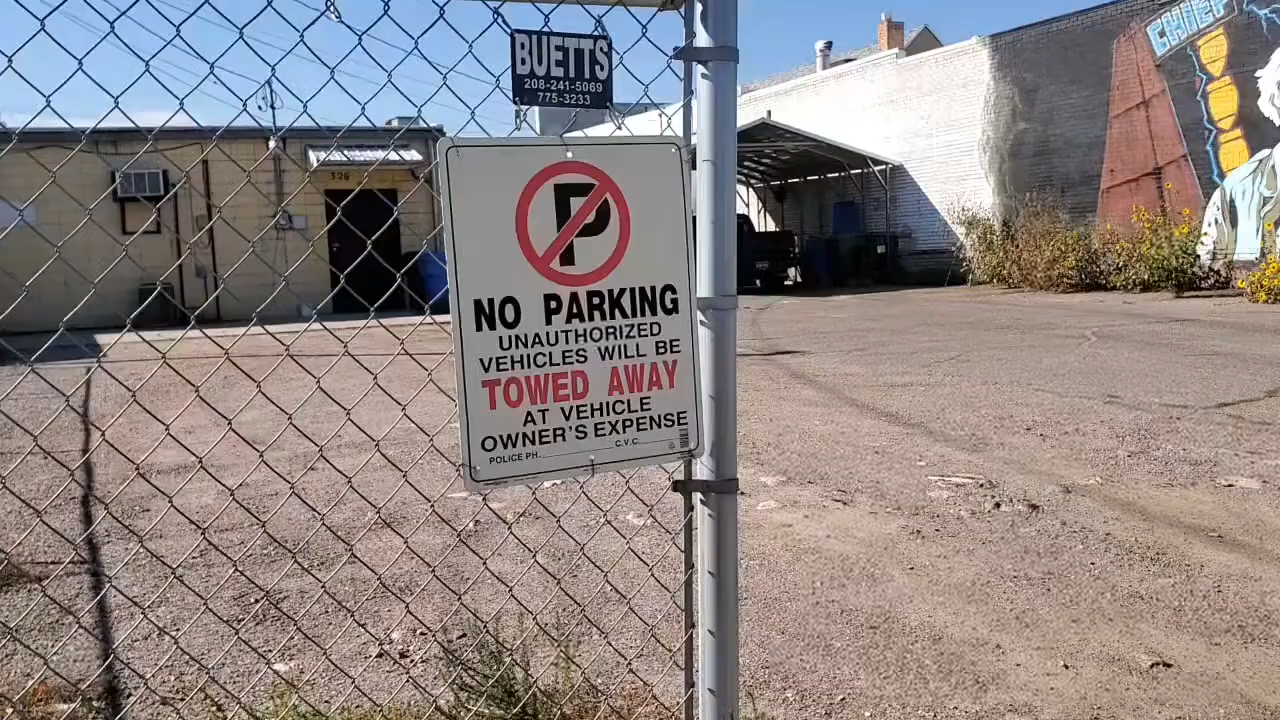 BUETTS
208-241-5069
775-3233
CHIEF
326
P
NO PARKING
UNAUTHORIZED
VEHICLES WILL BE
TOWED AWAY
AT VEHICLE
OWNER'S EXPENSE
POLICE PH. C.V.C.